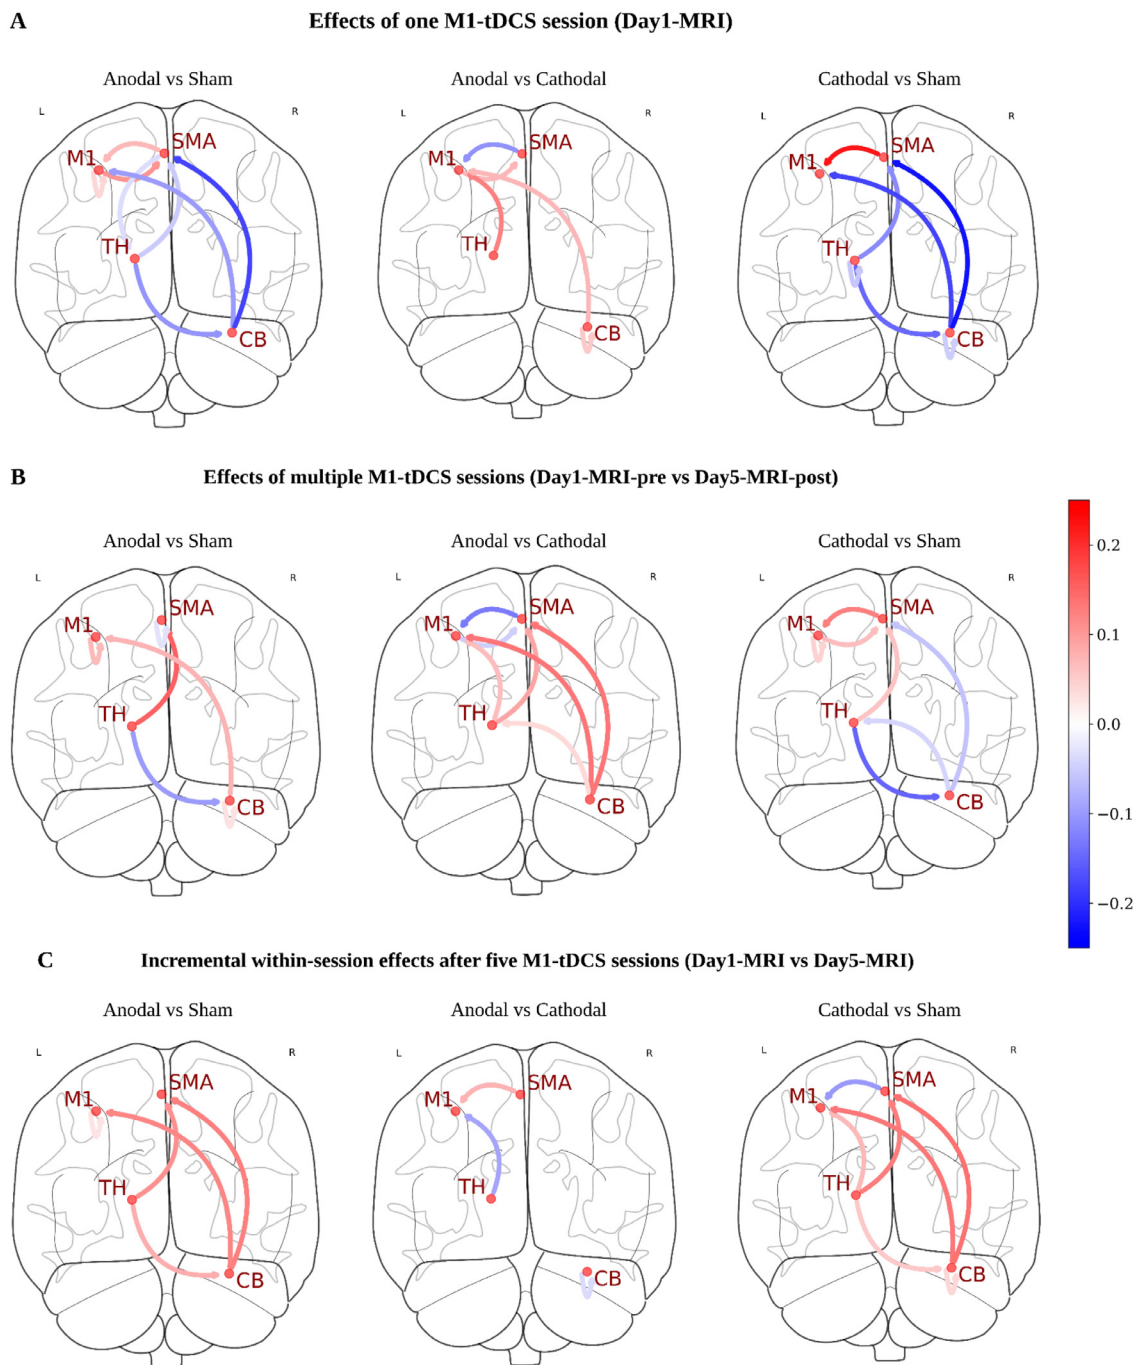 A
Effects of one M1-tDCS session (Day1-MRI)
Anodal vs Sham
Anodal vs Cathodal
Cathodal vs Sham
L
R
L
R
L
R
M1
SMA
TH
CB
M1
SMA
TH
CB
M1
SMA
TH
CB
B
Effects of multiple M1-tDCS sessions (Day1-MRI-pre vs Day5-MRI-post)
Anodal vs Sham
Anodal vs Cathodal
Cathodal vs Sham
L
R
L
R
L
R
M1
SMA
TH
CB
M1
SMA
TH
CB
M1
SMA
TH
CB
0.2
0.1
0.0
−0.1
−0.2
C
Incremental within-session effects after five M1-tDCS sessions (Day1-MRI vs Day5-MRI)
Anodal vs Sham
Anodal vs Cathodal
Cathodal vs Sham
L
R
L
R
L
R
M1
SMA
TH
CB
M1
SMA
TH
CB
M1
SMA
TH
CB